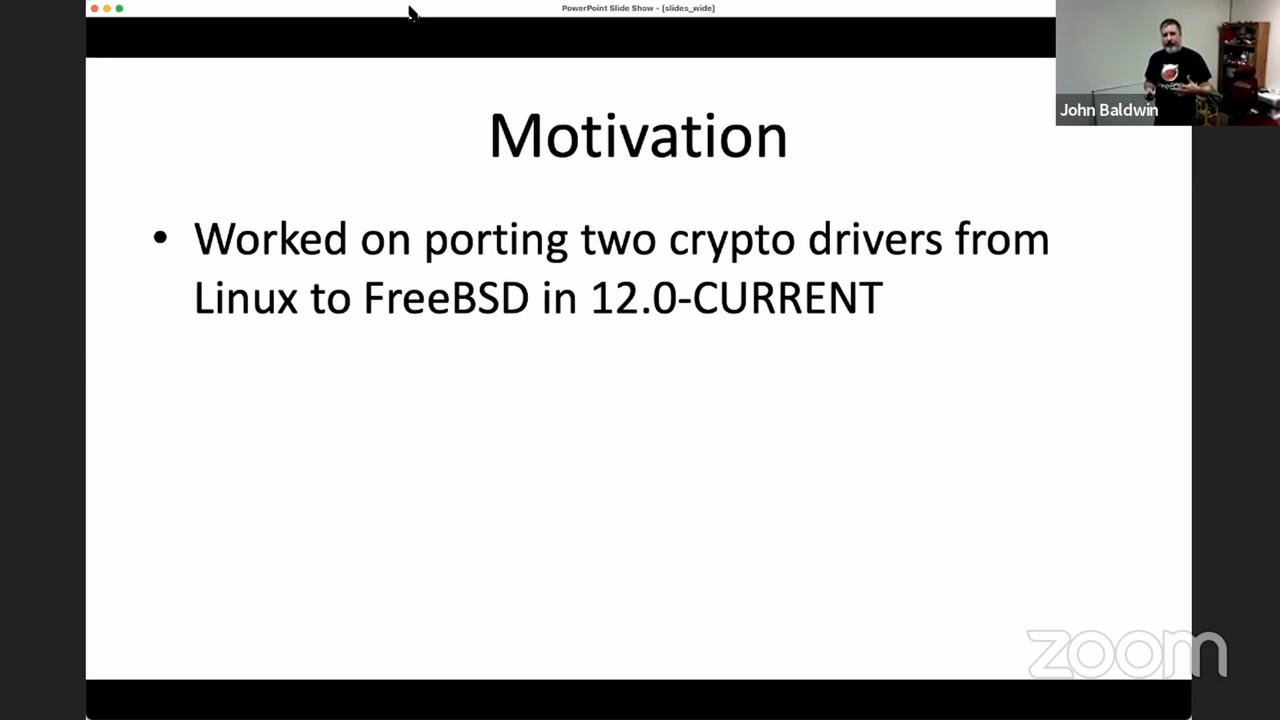 PowerPoint Slide Show - [slides_wide]
John Baldwin
Motivation
• Worked on porting two crypto drivers from
Linux to FreeBSD in 12.0-CURRENT
zoom